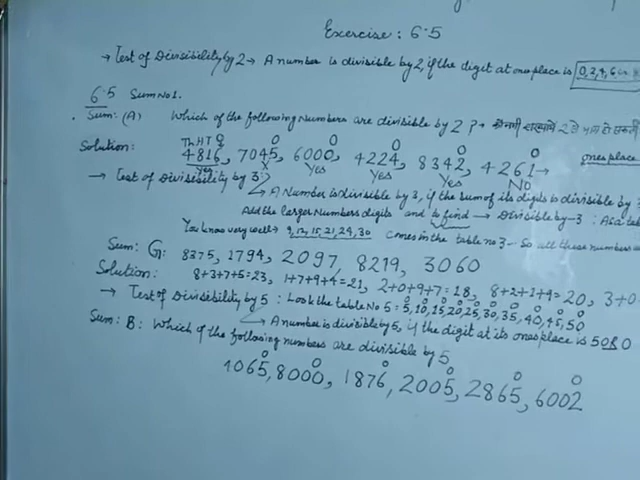 Exercise: 6.5
→ Test of Divisibility by 2 → A number is divisible by 2, if the digit at ones place is 0, 2, 4, 6 or
6.5 Sum No 1.
Sum: (A) Which of the following Numbers are divisible by 2 ? →
Th H T O O O O O O
Solution: 4816, 7045, 6000, 4224, 8342, 4261 → ones place
Yes Yes Yes Yes No
→ Test of Divisibility by 3 :
→ A Number is divisible by 3, if the sum of its digits is divisible by 3
Add the larger Numbers digits and to find → Divisible by - 3 : As a
You know very well → 9, 12, 15, 21, 24, 30 comes in the table no 3 - So all these numbers
Sum: G: 8375, 1794, 2097, 8219, 3060
Solution: 8+3+7+5=23, 1+7+9+4=21, 2+0+9+7=18, 8+2+1+9=20, 3+0
→ Test of Divisibility by 5 : Look the table No 5 : 5, 10, 15, 20, 25, 30, 35, 40, 45, 50
→ A number is divisible by 5, if the digit at its ones place is 5 OR 0
Sum: B: Which of the following numbers are divisible by 5
O O O O O O
1065, 8000, 1876, 2005, 2865, 6002